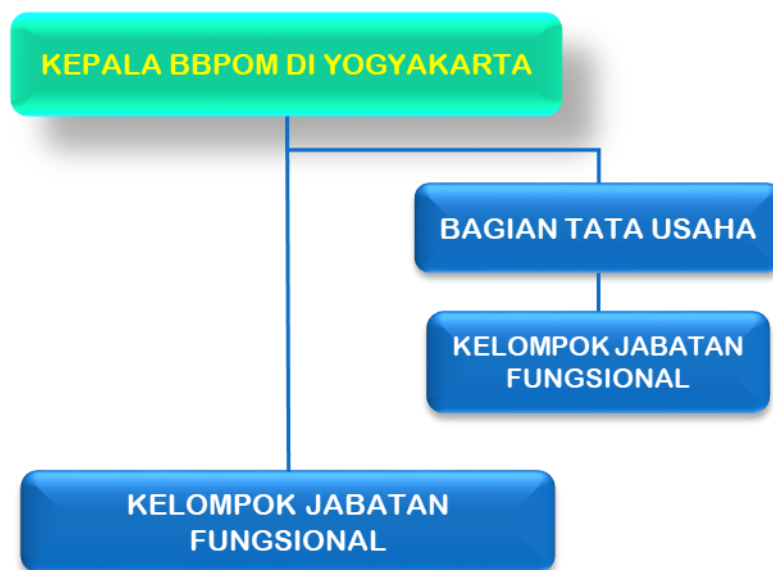 KEPALA BBPOM DI YOGYAKARTA
BAGIAN TATA USAHA
KELOMPOK JABATAN
FUNGSIONAL
KELOMPOK JABATAN
FUNGSIONAL